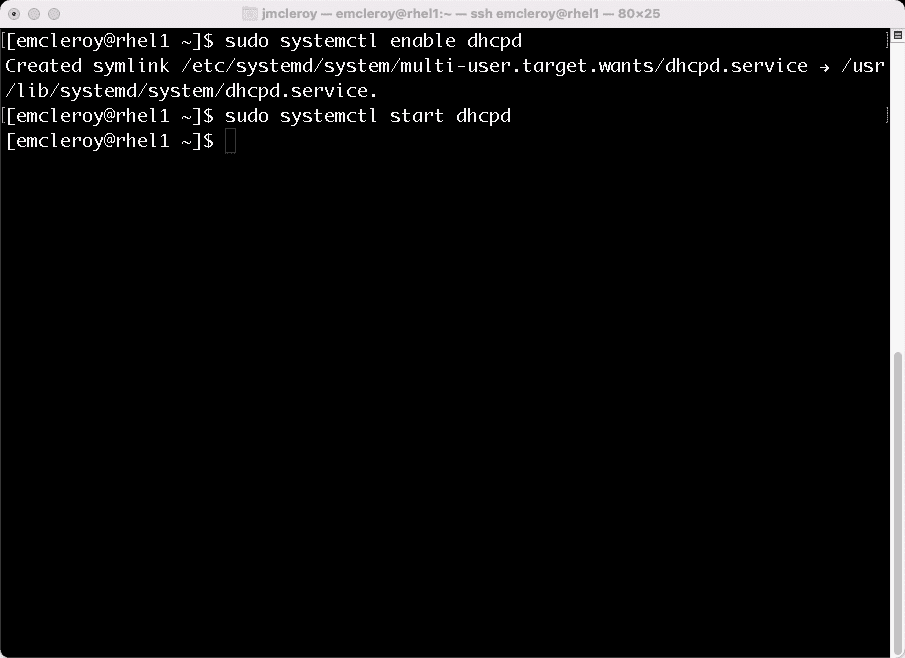 jmcleroy — emcleroy@rhel1:~ — ssh emcleroy@rhel1 — 80×25
[[emcleroy@rhel1 ~]$ sudo systemctl enable dhcpd ]
Created symlink /etc/systemd/system/multi-user.target.wants/dhcpd.service → /usr
/lib/systemd/system/dhcpd.service.
[[emcleroy@rhel1 ~]$ sudo systemctl start dhcpd ]
[emcleroy@rhel1 ~]$